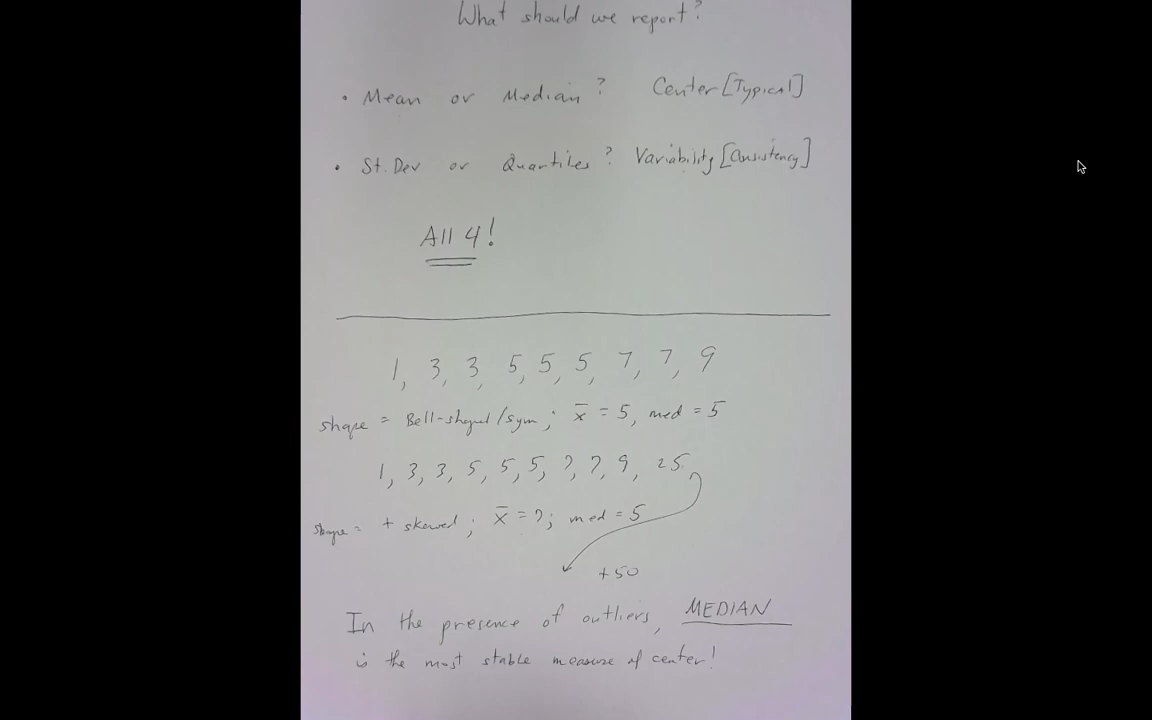 What should we report?
• Mean or Median? Center [Typical]
• St. Dev or Quantiles? Variability [Consistency]
All 4!
1, 3, 3, 5, 5, 5, 7, 7, 9
shape = Bell-shaped/sym; x̄ = 5, med = 5
1, 3, 3, 5, 5, 5, 7, 7, 9, 25
shape = + skewed; x̄ = 7; med = 5
+50
In the presence of outliers, MEDIAN
is the most stable measure of center!